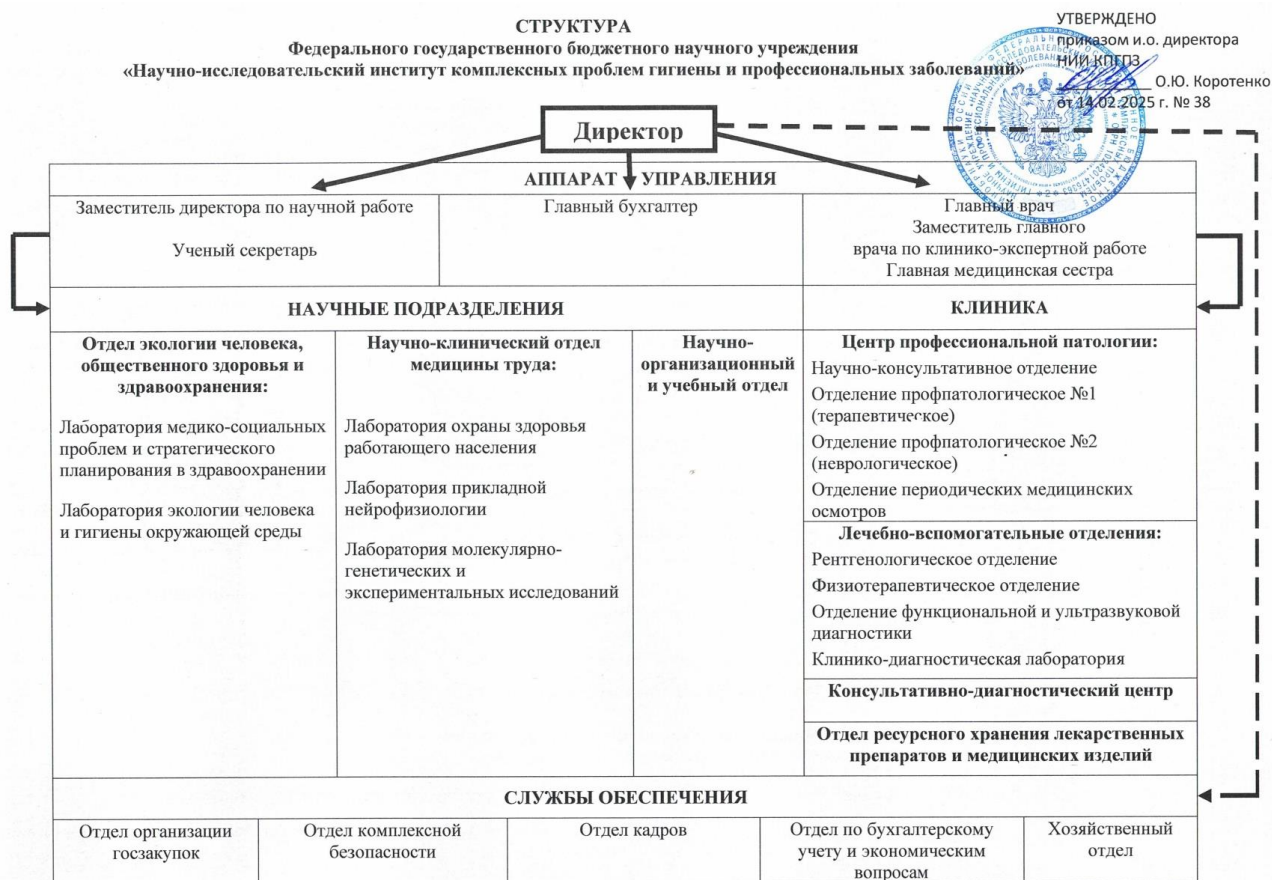 СТРУКТУРА
Федерального государственного бюджетного научного учреждения
«Научно-исследовательский институт комплексных проблем гигиены и профессиональных заболеваний»
УТВЕРЖДЕНО
приказом и.о. директора
НИИ КПГПЗ
О.Ю. Коротенко
от 14.02.2025 г. № 38
Директор
АППАРАТ УПРАВЛЕНИЯ
Заместитель директора по научной работе
Ученый секретарь
Главный бухгалтер
Главный врач
Заместитель главного
врача по клинико-экспертной работе
Главная медицинская сестра
НАУЧНЫЕ ПОДРАЗДЕЛЕНИЯ
КЛИНИКА
Отдел экологии человека,
общественного здоровья и
здравоохранения:
Лаборатория медико-социальных
проблем и стратегического
планирования в здравоохранении
Лаборатория экологии человека
и гигиены окружающей среды
Научно-клинический отдел
медицины труда:
Лаборатория охраны здоровья
работающего населения
Лаборатория прикладной
нейрофизиологии
Лаборатория молекулярно-
генетических и
экспериментальных исследований
Научно-
организационный
и учебный отдел
Центр профессиональной патологии:
Научно-консультативное отделение
Отделение профпатологическое №1
(терапевтическое)
Отделение профпатологическое №2
(неврологическое)
Отделение периодических медицинских
осмотров
Лечебно-вспомогательные отделения:
Рентгенологическое отделение
Физиотерапевтическое отделение
Отделение функциональной и ультразвуковой
диагностики
Клинико-диагностическая лаборатория
Консультативно-диагностический центр
Отдел ресурсного хранения лекарственных
препаратов и медицинских изделий
СЛУЖБЫ ОБЕСПЕЧЕНИЯ
Отдел организации
госзакупок
Отдел комплексной
безопасности
Отдел кадров
Отдел по бухгалтерскому
учету и экономическим
вопросам
Хозяйственный
отдел